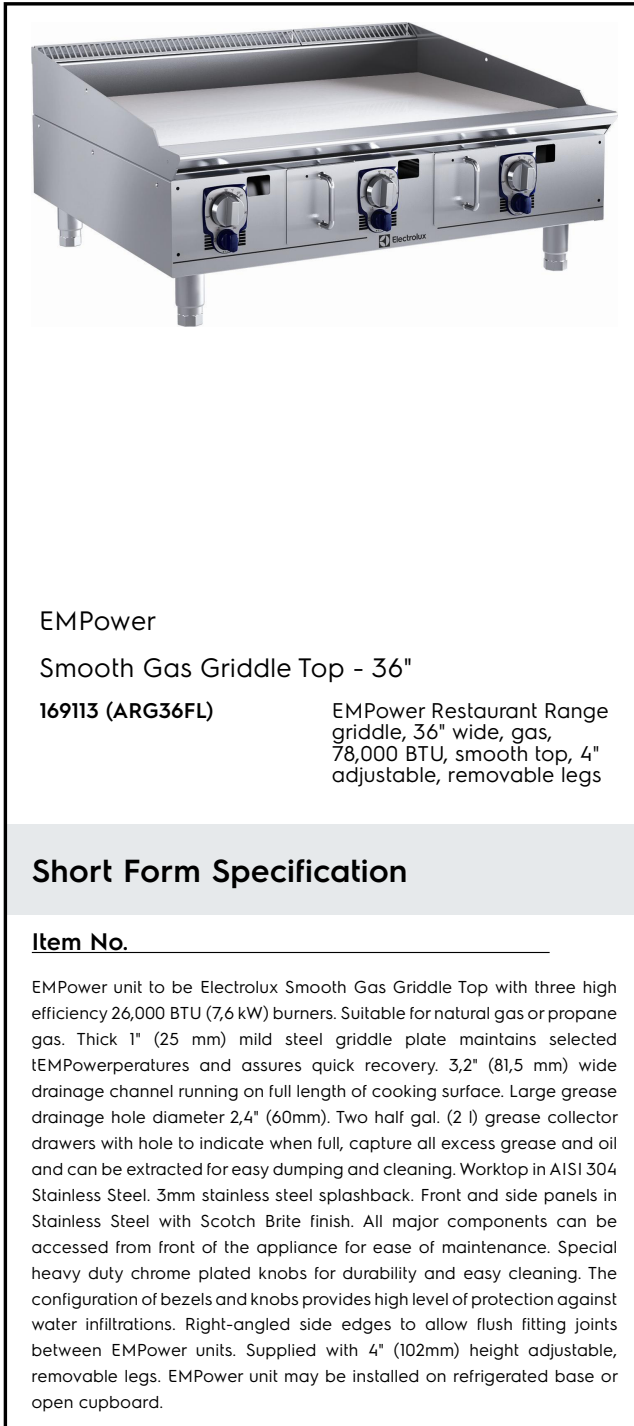 Electrolux
EMPower
Smooth Gas Griddle Top - 36"
169113 (ARG36FL)
EMPower Restaurant Range
griddle, 36" wide, gas,
78,000 BTU, smooth top, 4"
adjustable, removable legs
Short Form Specification
Item No.
EMPower unit to be Electrolux Smooth Gas Griddle Top with three high
efficiency 26,000 BTU (7,6 kW) burners. Suitable for natural gas or propane
gas. Thick 1" (25 mm) mild steel griddle plate maintains selected
tEMPowerperatures and assures quick recovery. 3,2" (81,5 mm) wide
drainage channel running on full length of cooking surface. Large grease
drainage hole diameter 2,4" (60mm). Two half gal. (2 l) grease collector
drawers with hole to indicate when full, capture all excess grease and oil
and can be extracted for easy dumping and cleaning. Worktop in AISI 304
Stainless Steel. 3mm stainless steel splashback. Front and side panels in
Stainless Steel with Scotch Brite finish. All major components can be
accessed from front of the appliance for ease of maintenance. Special
heavy duty chrome plated knobs for durability and easy cleaning. The
configuration of bezels and knobs provides high level of protection against
water infiltrations. Right-angled side edges to allow flush fitting joints
between EMPower units. Supplied with 4" (102mm) height adjustable,
removable legs. EMPower unit may be installed on refrigerated base or
open cupboard.